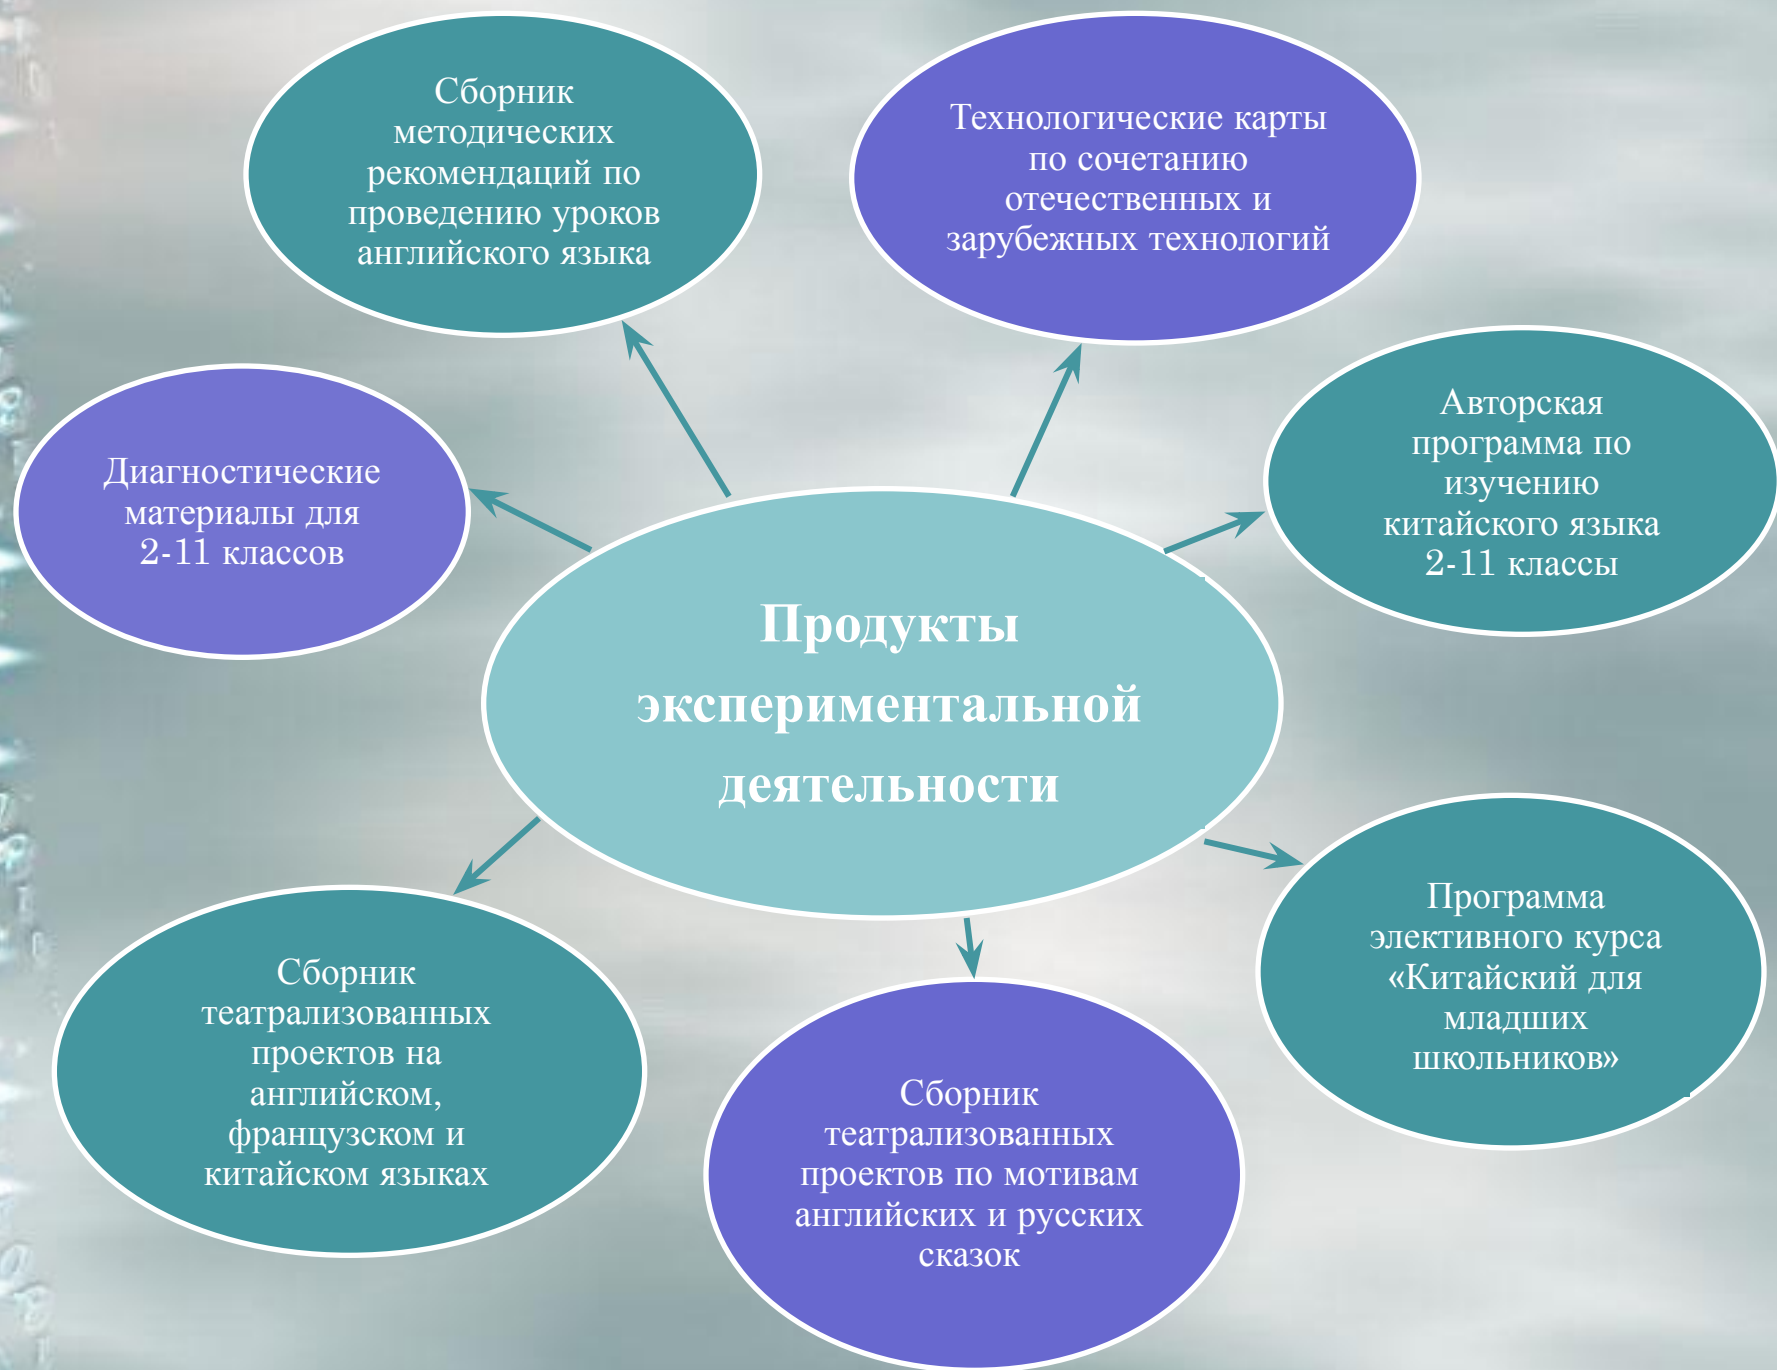 Сборник
методических
рекомендаций по
проведению уроков
английского языка
Технологические карты
по сочетанию
отечественных и
зарубежных технологий
Диагностические
материалы для
2-11 классов
Авторская
программа по
изучению
китайского языка
2-11 классы
Продукты
экспериментальной
деятельности
Сборник
театрализованных
проектов на
английском,
французском и
китайском языках
Сборник
театрализованных
проектов по мотивам
английских и русских
сказок
Программа
элективного курса
«Китайский для
младших
школьников»